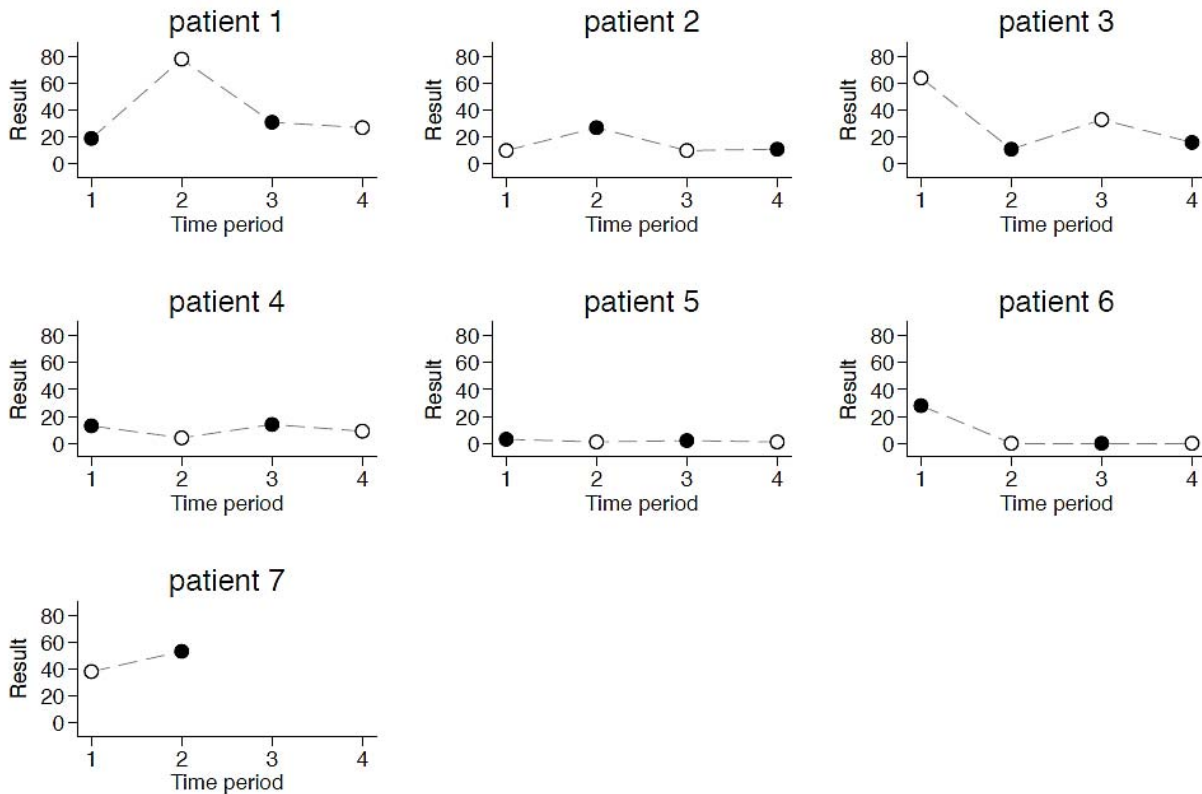 patient 1
80
60
40
20
0
Result
1 2 3 4
Time period
patient 2
80
60
40
20
0
Result
1 2 3 4
Time period
patient 3
80
60
40
20
0
Result
1 2 3 4
Time period
patient 4
80
60
40
20
0
Result
1 2 3 4
Time period
patient 5
80
60
40
20
0
Result
1 2 3 4
Time period
patient 6
80
60
40
20
0
Result
1 2 3 4
Time period
patient 7
80
60
40
20
0
Result
1 2 3 4
Time period